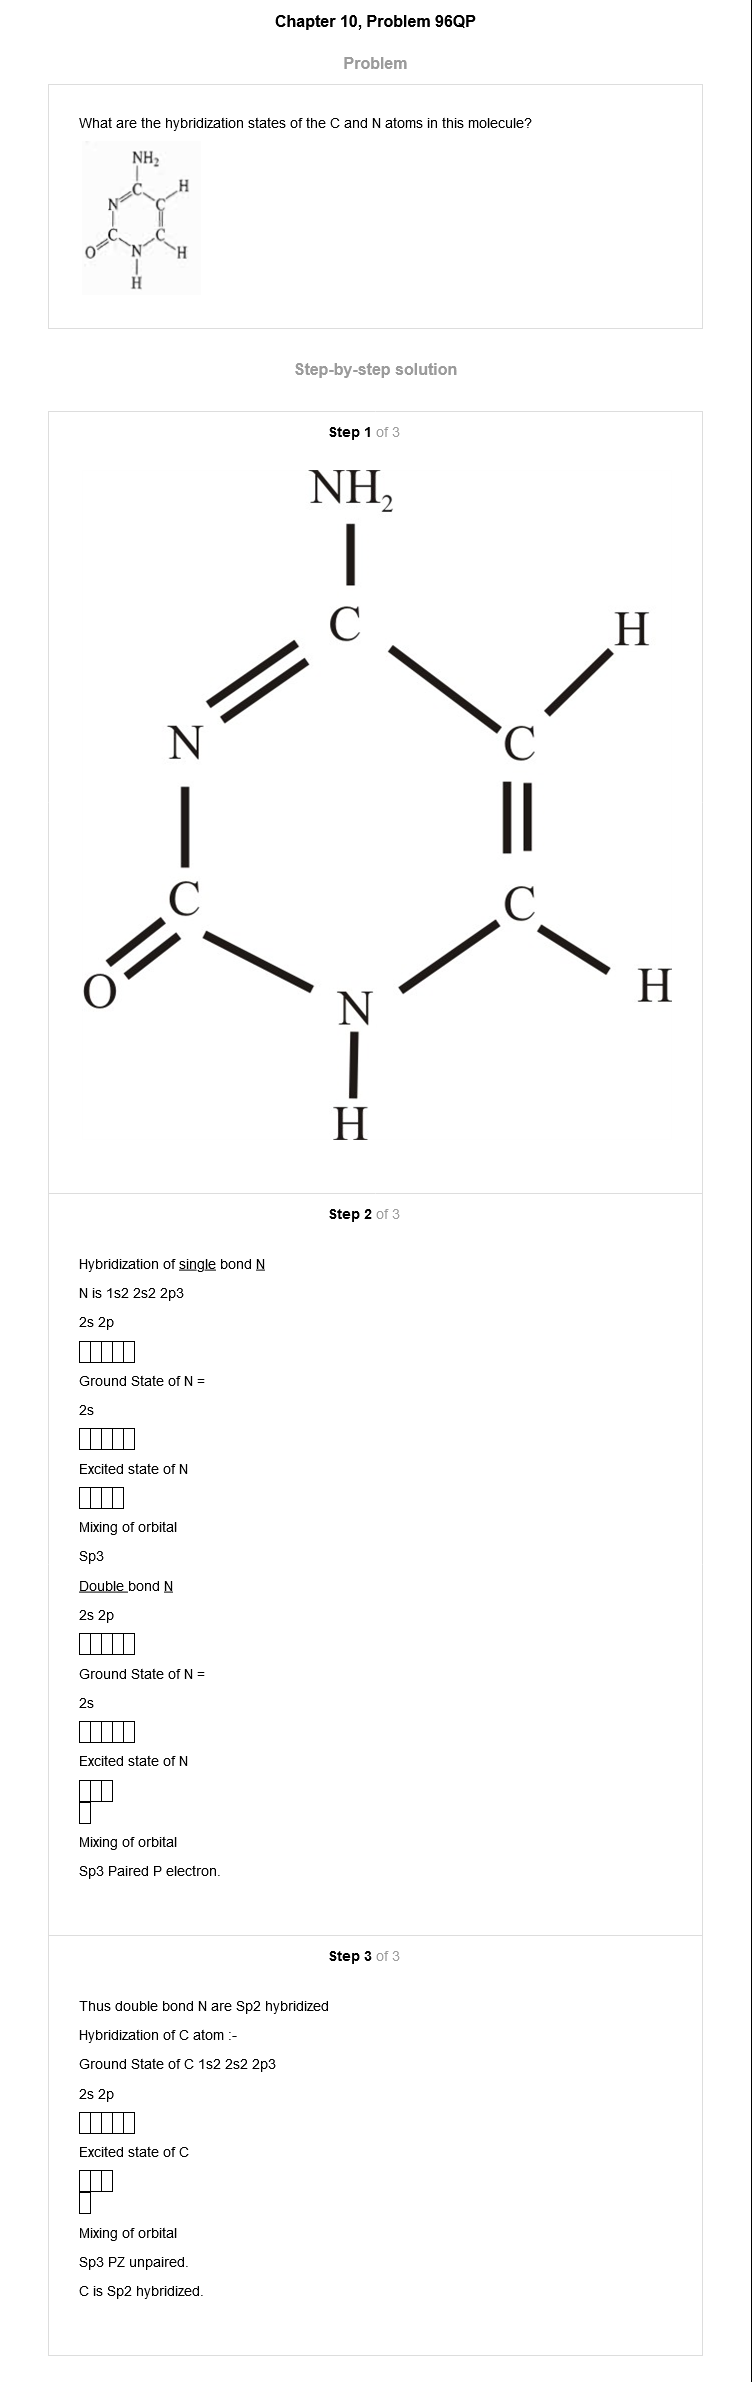 Chapter 10, Problem 96QP
Problem
What are the hybridization states of the C and N atoms in this molecule?
NH₂
C
H
N
C
C
C
O
N
H
H
Step-by-step solution
Step 1 of 3
NH₂
C
H
N
C
C
C
O
N
H
H
Step 2 of 3
Hybridization of single bond N
N is 1s2 2s2 2p3
2s 2p
Ground State of N =
2s
Excited state of N
Mixing of orbital
Sp3
Double bond N
2s 2p
Ground State of N =
2s
Excited state of N
Mixing of orbital
Sp3 Paired P electron.
Step 3 of 3
Thus double bond N are Sp2 hybridized
Hybridization of C atom :-
Ground State of C 1s2 2s2 2p3
2s 2p
Excited state of C
Mixing of orbital
Sp3 PZ unpaired.
C is Sp2 hybridized.